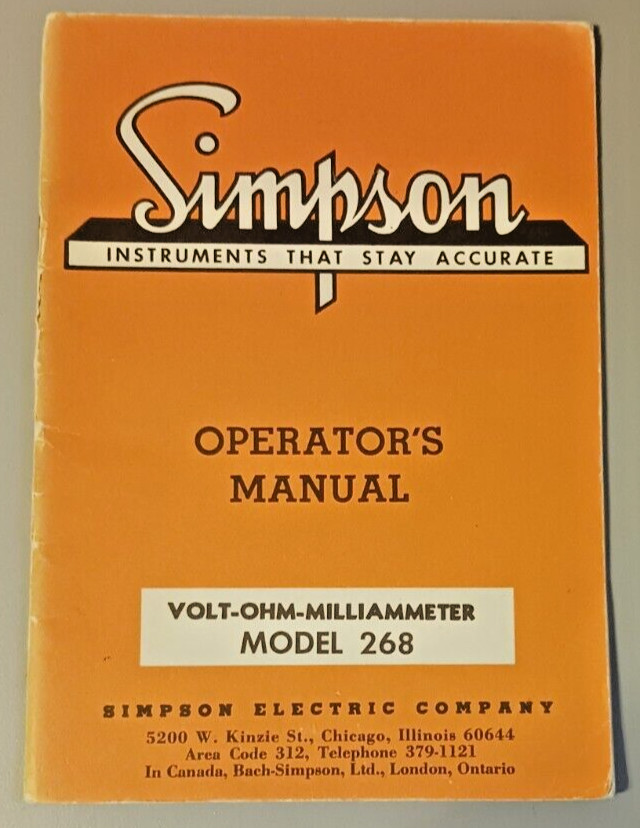 Simpson
INSTRUMENTS THAT STAY ACCURATE
OPERATOR'S
MANUAL
VOLT-OHM-MILLIAMMETER
MODEL 268
SIMPSON ELECTRIC COMPANY
5200 W. Kinzie St., Chicago, Illinois 60644
Area Code 312, Telephone 379-1121
In Canada, Bach-Simpson, Ltd., London, Ontario